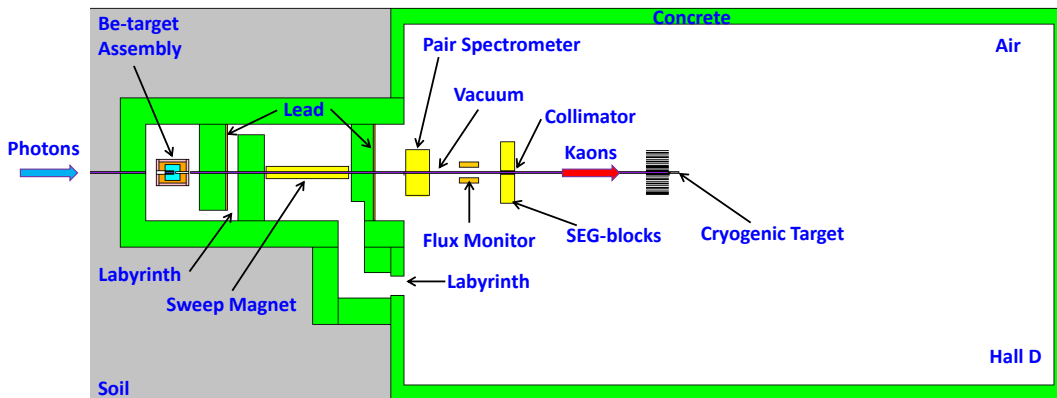 Be-target
Assembly
Concrete
Pair Spectrometer
Air
Lead
Vacuum
Collimator
Photons
Kaons
Labyrinth
Flux Monitor
SEG-blocks
Cryogenic Target
Sweep Magnet
Labyrinth
Hall D
Soil